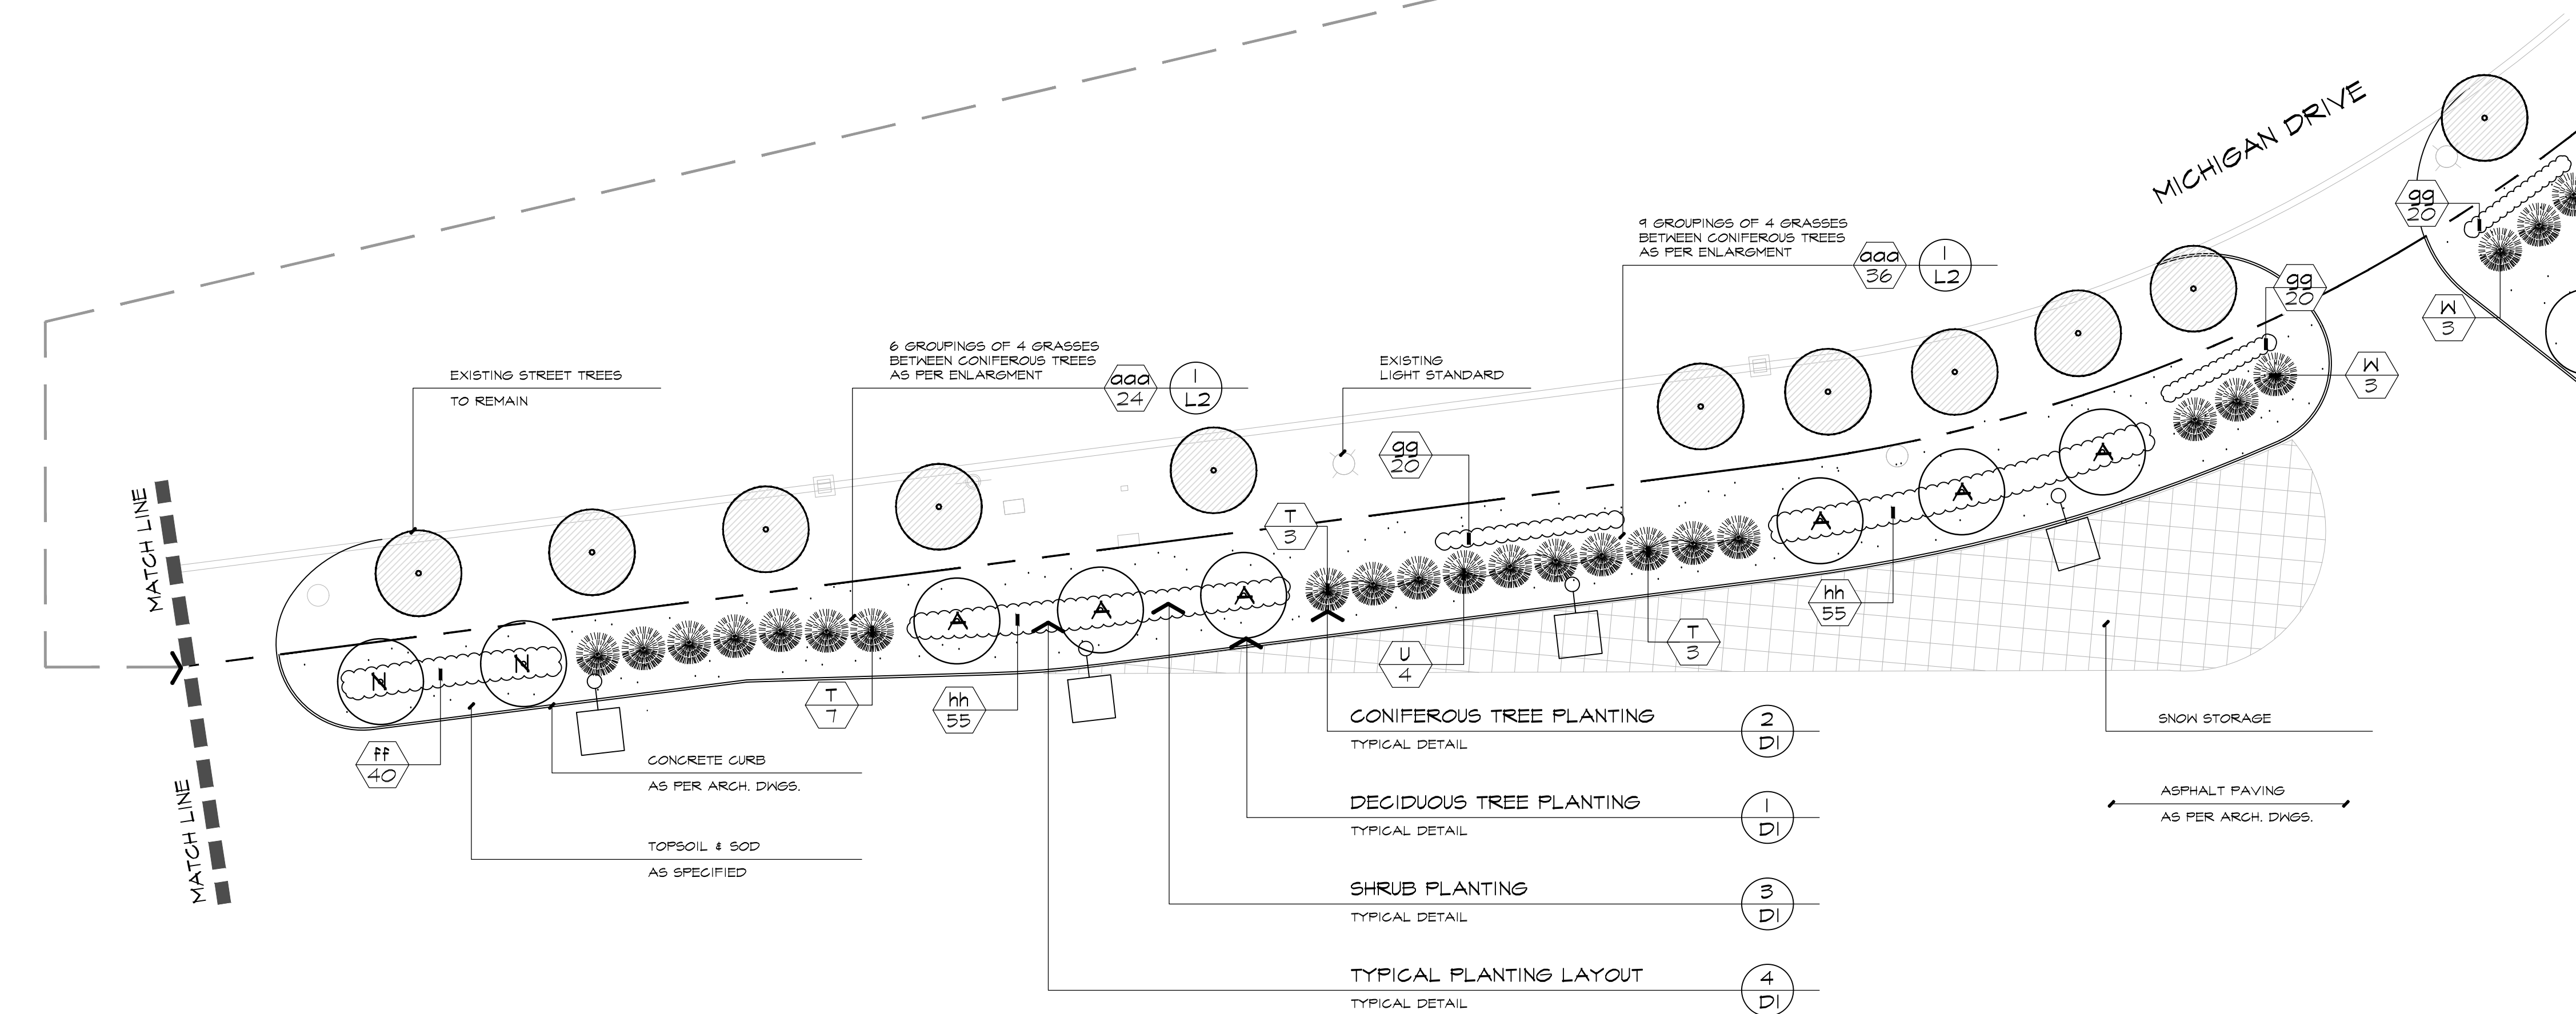 MICHIGAN DRIVE
gg
20
9 GROUPINGS OF 4 GRASSES
BETWEEN CONIFEROUS TREES
AS PER ENLARGMENT
aaa
36
1
L2
gg
20
W
3
W
3
6 GROUPINGS OF 4 GRASSES
BETWEEN CONIFEROUS TREES
AS PER ENLARGMENT
aaa
24
1
L2
EXISTING
LIGHT STANDARD
EXISTING STREET TREES
TO REMAIN
gg
20
MATCH LINE
T
3
A
A
A
A
A
A
N
N
hh
55
U
4
T
3
T
7
hh
55
ff
40
CONIFEROUS TREE PLANTING
TYPICAL DETAIL
2
D1
SNOW STORAGE
CONCRETE CURB
AS PER ARCH. DWGS.
MATCH LINE
DECIDUOUS TREE PLANTING
TYPICAL DETAIL
1
D1
ASPHALT PAVING
AS PER ARCH. DWGS.
TOPSOIL & SOD
AS SPECIFIED
SHRUB PLANTING
TYPICAL DETAIL
3
D1
TYPICAL PLANTING LAYOUT
TYPICAL DETAIL
4
D1